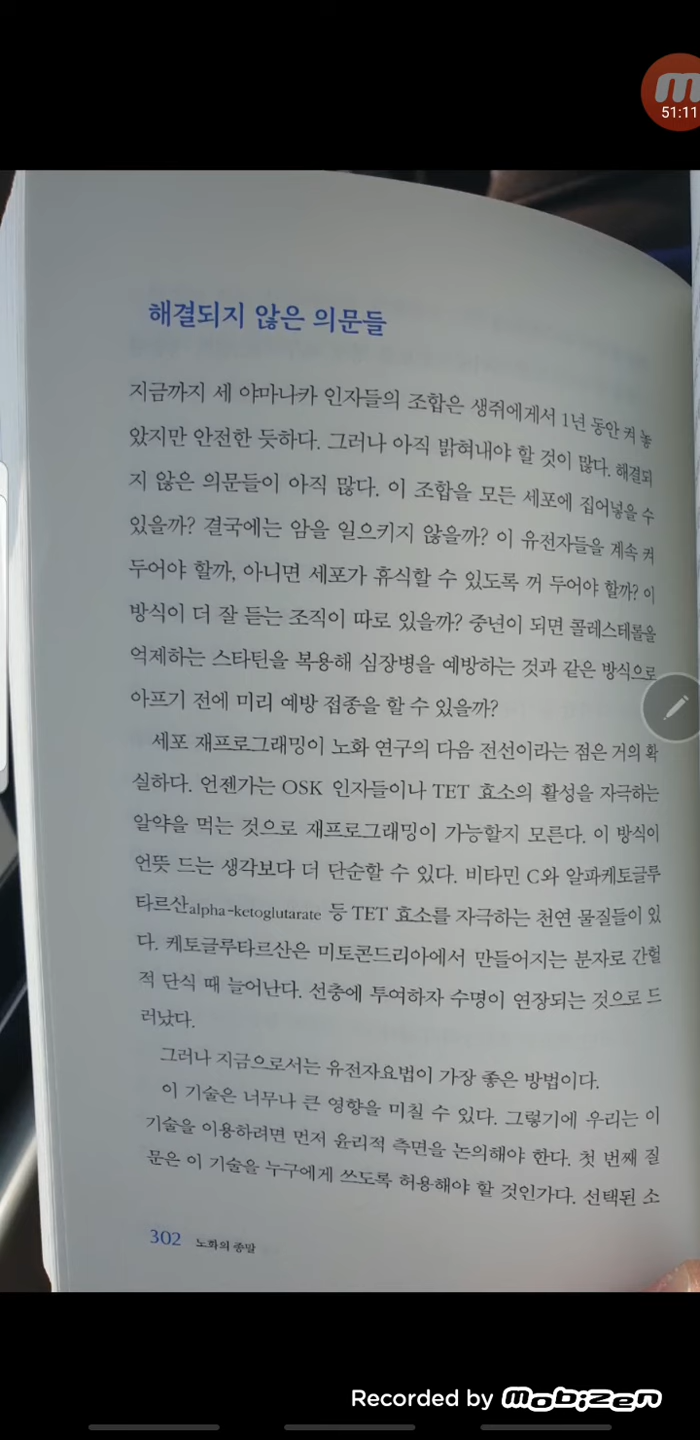 51:11
해결되지 않은 의문들
지금까지 세 야마나카 인자들의 조합은 생쥐에게서 1년 동안 켜 놓
았지만 안전한 듯하다. 그러나 아직 밝혀내야 할 것이 많다. 해결되
지 않은 의문들이 아직 많다. 이 조합을 모든 세포에 집어넣을 수
있을까? 결국에는 암을 일으키지 않을까? 이 유전자들을 계속 켜
두어야 할까, 아니면 세포가 휴식할 수 있도록 꺼 두어야 할까? 이
방식이 더 잘 듣는 조직이 따로 있을까? 중년이 되면 콜레스테롤을
억제하는 스타틴을 복용해 심장병을 예방하는 것과 같은 방식으로
아프기 전에 미리 예방 접종을 할 수 있을까?
세포 재프로그래밍이 노화 연구의 다음 전선이라는 점은 거의 확
실하다. 언젠가는 OSK 인자들이나 TET 효소의 활성을 자극하는
알약을 먹는 것으로 재프로그래밍이 가능할지 모른다. 이 방식이
언뜻 드는 생각보다 더 단순할 수 있다. 비타민 C와 알파케토글루
타르산alpha-ketoglutarate 등 TET 효소를 자극하는 천연 물질들이 있
다. 케토글루타르산은 미토콘드리아에서 만들어지는 분자로 간헐
적 단식 때 늘어난다. 선충에 투여하자 수명이 연장되는 것으로 드
러났다.
그러나 지금으로서는 유전자요법이 가장 좋은 방법이다.
이 기술은 너무나 큰 영향을 미칠 수 있다. 그렇기에 우리는 이
기술을 이용하려면 먼저 윤리적 측면을 논의해야 한다. 첫 번째 질
문은 이 기술을 누구에게 쓰도록 허용해야 할 것인가다. 선택된 소
302 노화의 종말
Recorded by mobizen